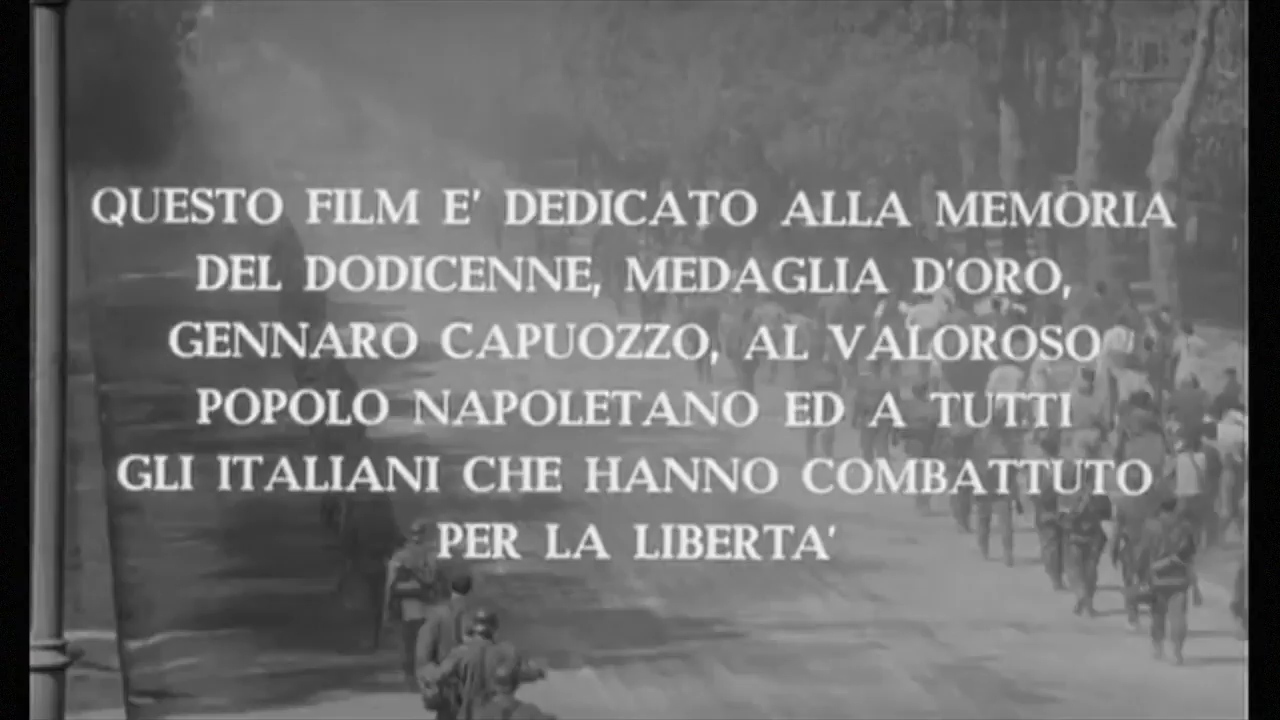 QUESTO FILM E' DEDICATO ALLA MEMORIA
DEL DODICENNE, MEDAGLIA D'ORO,
GENNARO CAPUOZZO, AL VALOROSO
POPOLO NAPOLETANO ED A TUTTI
GLI ITALIANI CHE HANNO COMBATTUTO
PER LA LIBERTA'